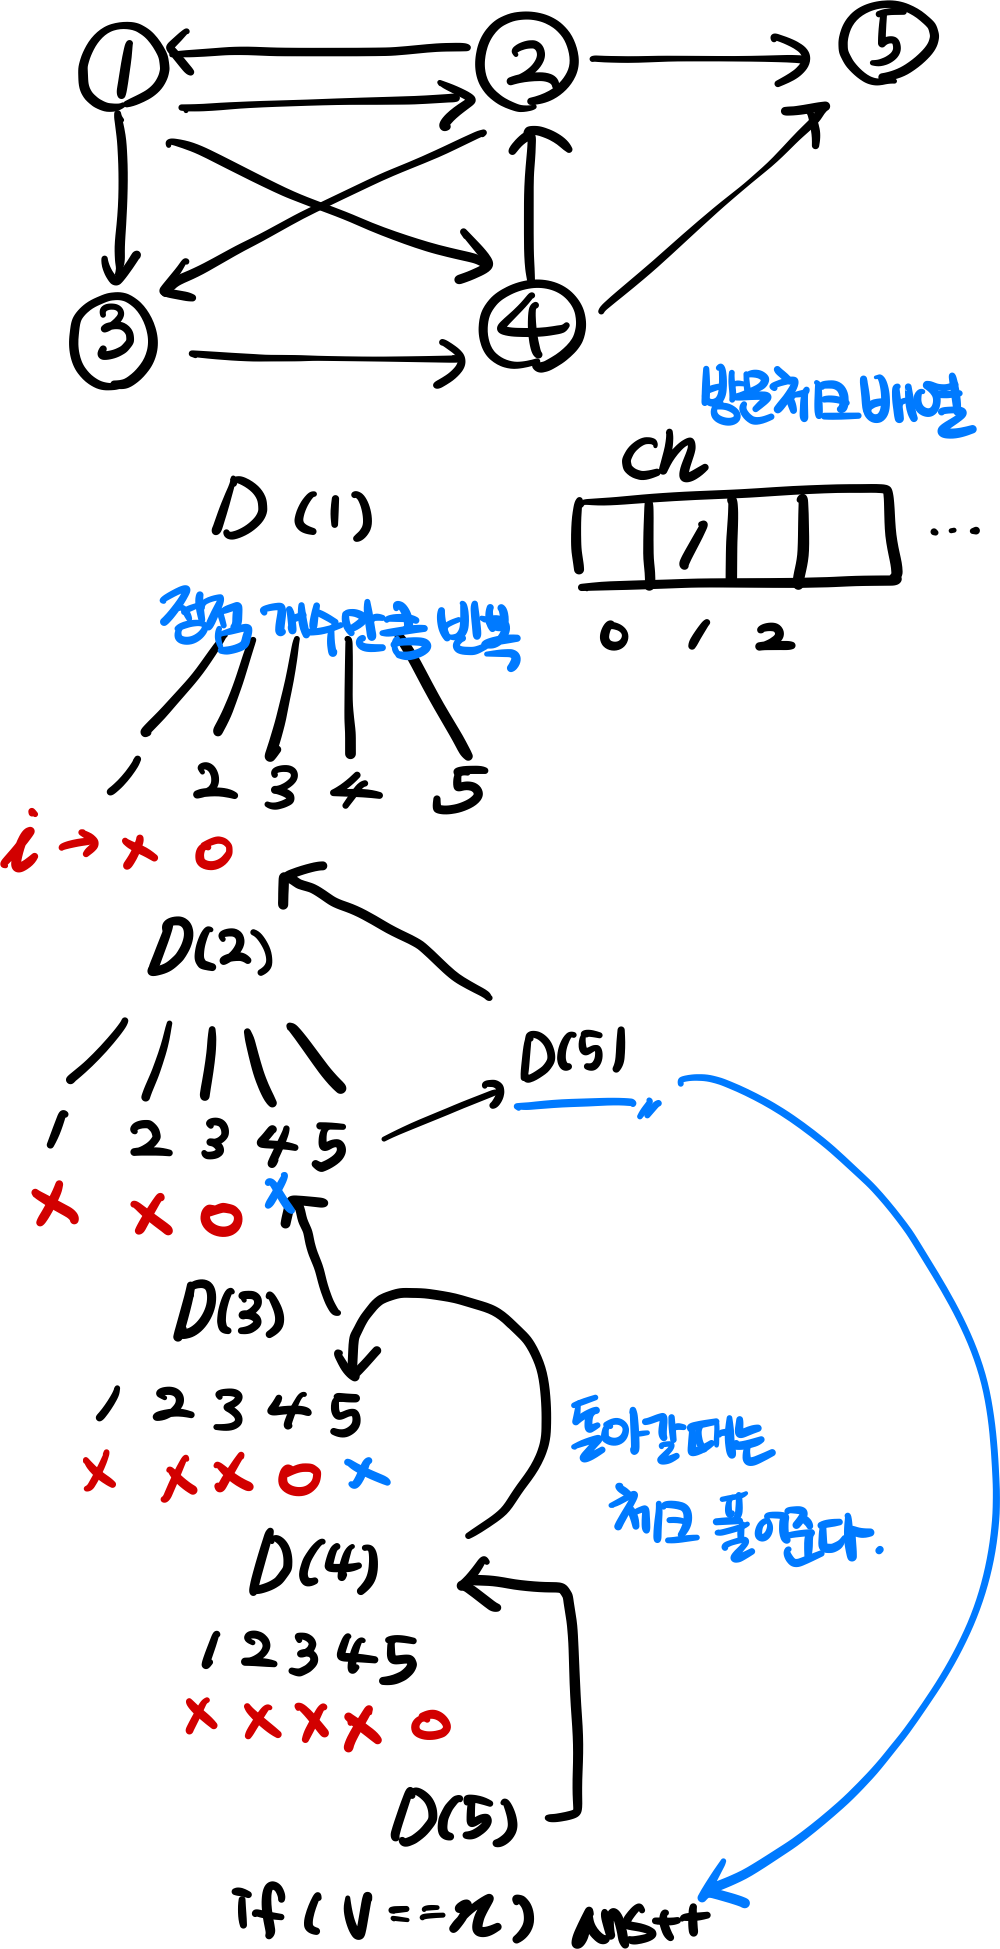 1 2 5
3 4
방문체크배열
ch
1 ...
0 1 2
D(1)
정점 개수만큼 반복
1 2 3 4 5
i → x o
D(2)
D(5)
1 2 3 4 5
x x o x
D(3)
1 2 3 4 5
x x x o x
돌아갈때는
체크 풀어준다.
D(4)
1 2 3 4 5
x x x x o
D(5)
if(v==n) ans++